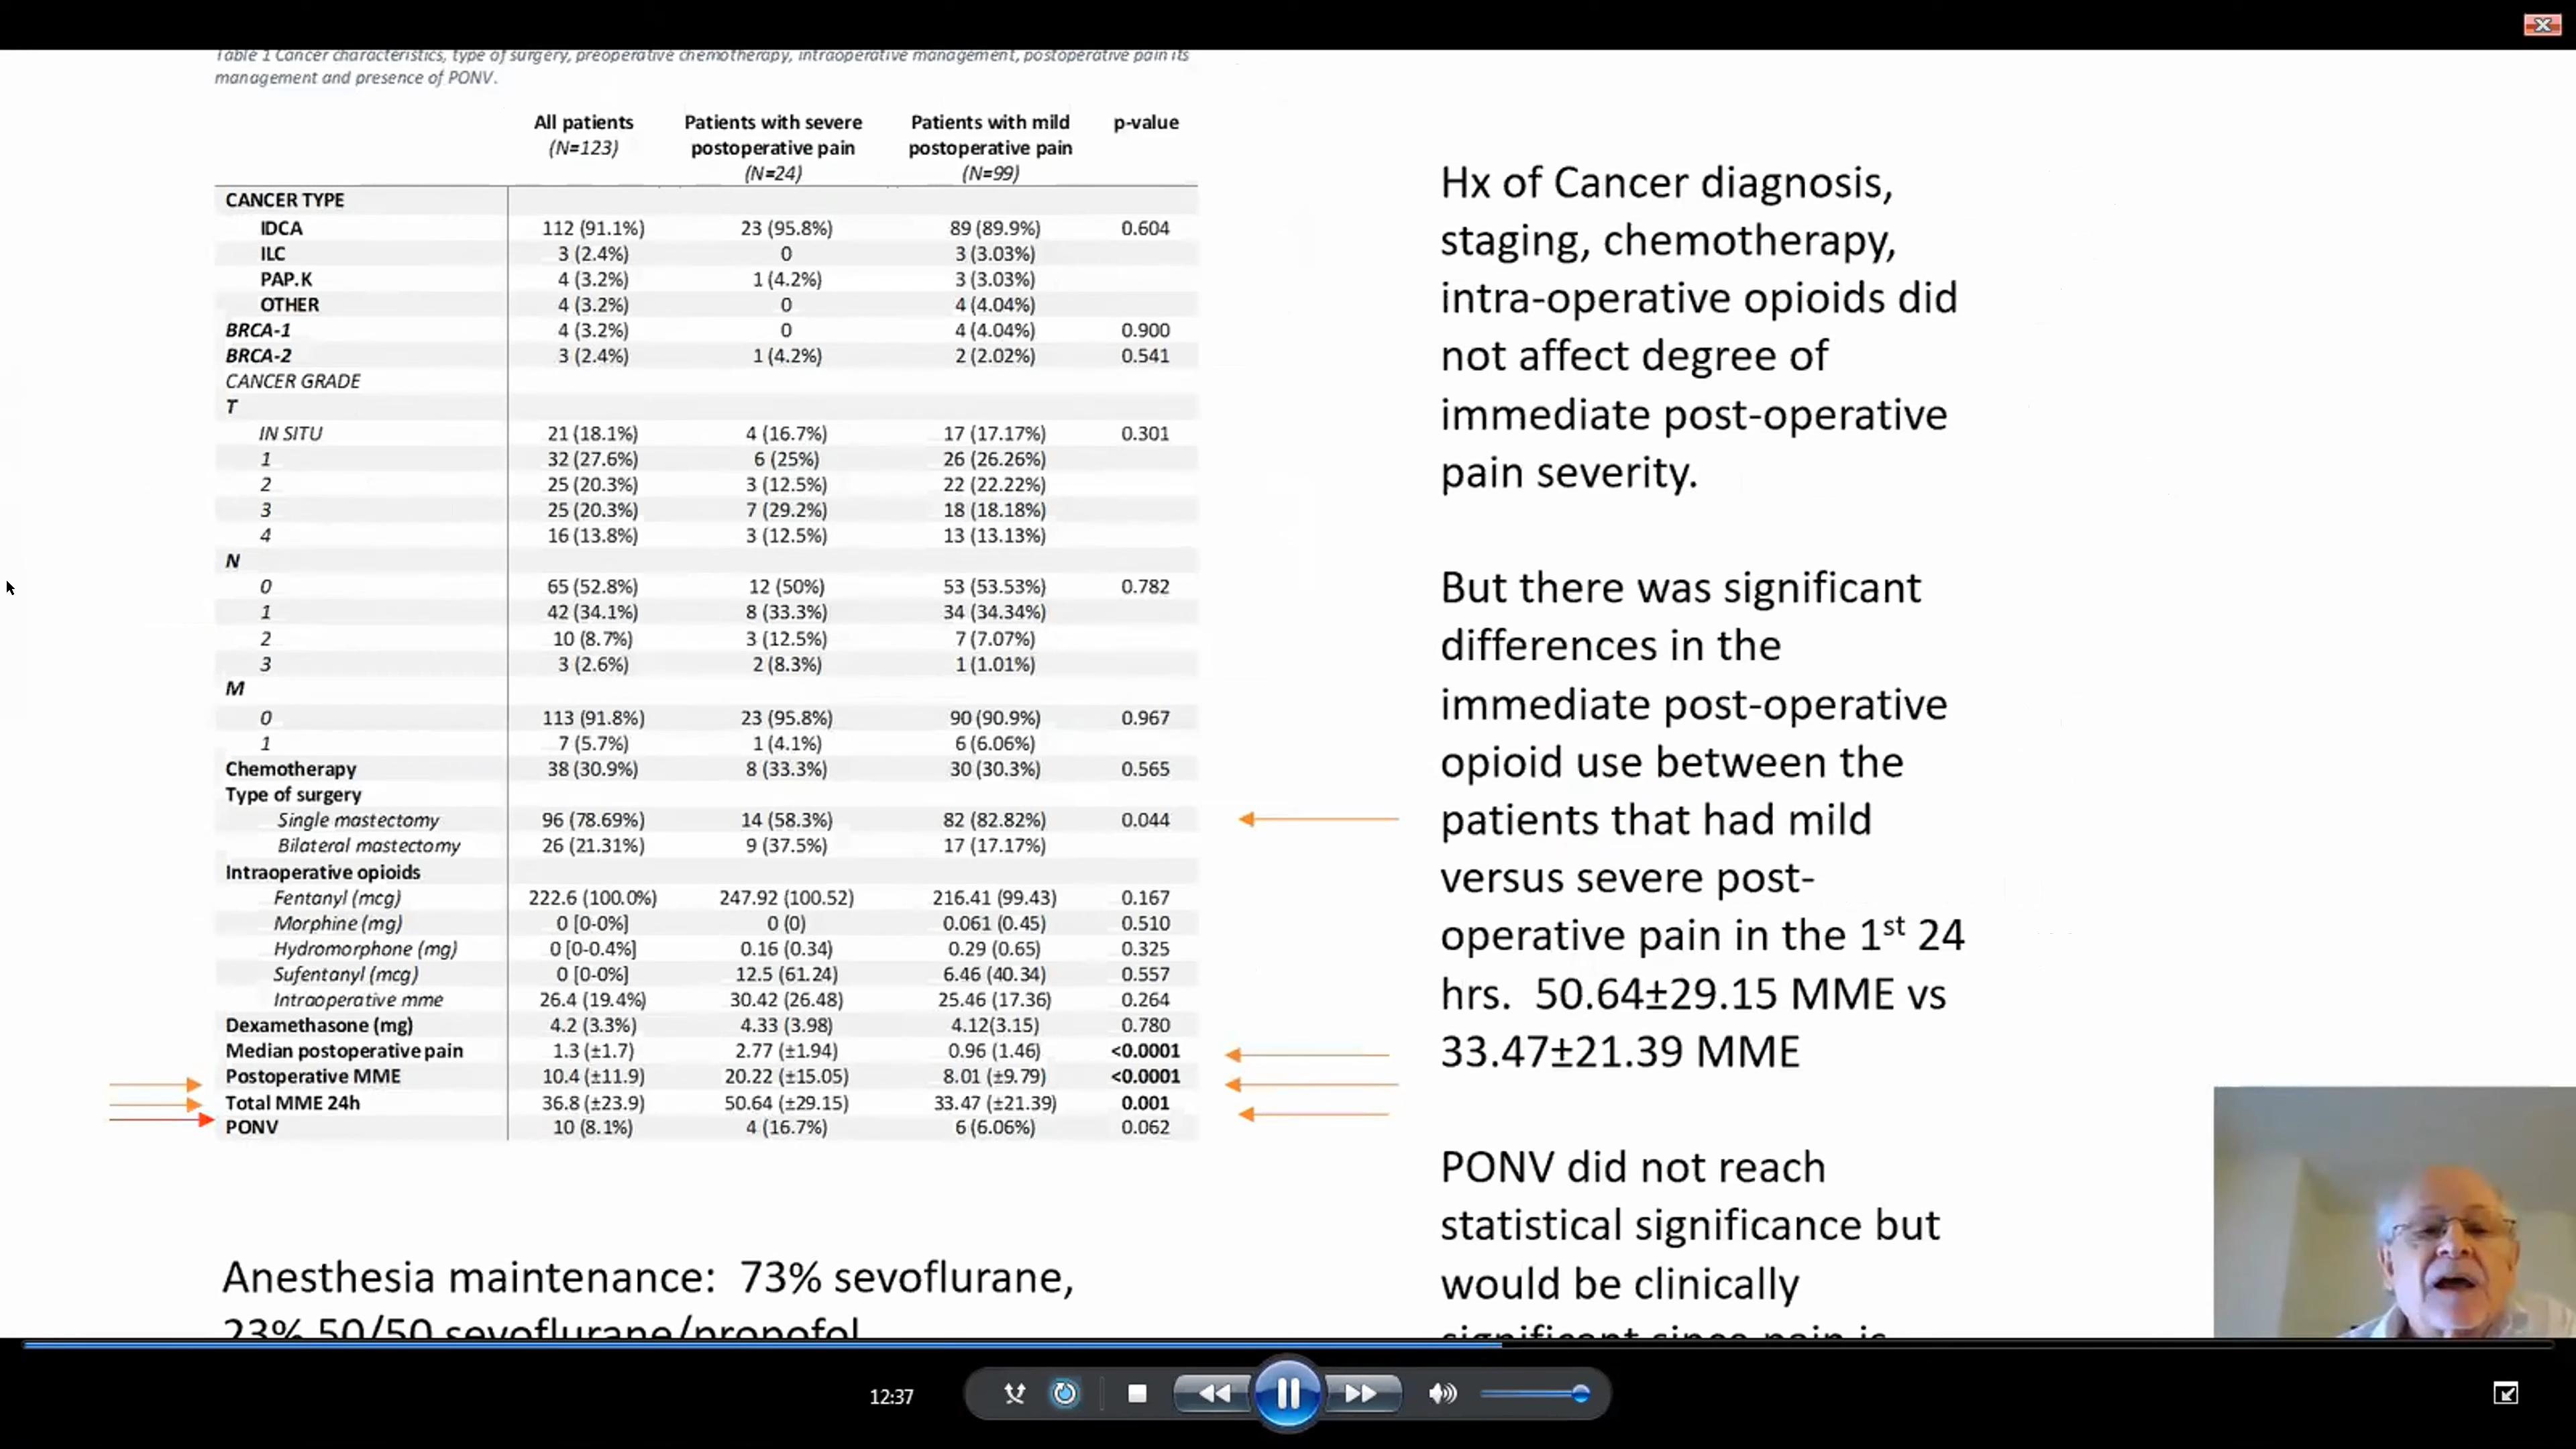 Table 1 Cancer characteristics, type of surgery, preoperative chemotherapy, intraoperative management, postoperative pain its
management and presence of PONV.
All patients (N=123) Patients with severe postoperative pain (N=24) Patients with mild postoperative pain (N=99) p-value
CANCER TYPE
IDCA 112 (91.1%) 23 (95.8%) 89 (89.9%) 0.604
ILC 3 (2.4%) 0 3 (3.03%)
PAP.K 4 (3.2%) 1 (4.2%) 3 (3.03%)
OTHER 4 (3.2%) 0 4 (4.04%)
BRCA-1 4 (3.2%) 0 4 (4.04%) 0.900
BRCA-2 3 (2.4%) 1 (4.2%) 2 (2.02%) 0.541
CANCER GRADE
T
IN SITU 21 (18.1%) 4 (16.7%) 17 (17.17%) 0.301
1 32 (27.6%) 6 (25%) 26 (26.26%)
2 25 (20.3%) 3 (12.5%) 22 (22.22%)
3 25 (20.3%) 7 (29.2%) 18 (18.18%)
4 16 (13.8%) 3 (12.5%) 13 (13.13%)
N
0 65 (52.8%) 12 (50%) 53 (53.53%) 0.782
1 42 (34.1%) 8 (33.3%) 34 (34.34%)
2 10 (8.7%) 3 (12.5%) 7 (7.07%)
3 3 (2.6%) 2 (8.3%) 1 (1.01%)
M
0 113 (91.8%) 23 (95.8%) 90 (90.9%) 0.967
1 7 (5.7%) 1 (4.1%) 6 (6.06%)
Chemotherapy 38 (30.9%) 8 (33.3%) 30 (30.3%) 0.565
Type of surgery
Single mastectomy 96 (78.69%) 14 (58.3%) 82 (82.82%) 0.044
Bilateral mastectomy 26 (21.31%) 9 (37.5%) 17 (17.17%)
Intraoperative opioids
Fentanyl (mcg) 222.6 (100.0%) 247.92 (100.52) 216.41 (99.43) 0.167
Morphine (mg) 0 [0-0%] 0 (0) 0.061 (0.45) 0.510
Hydromorphone (mg) 0 [0-0.4%] 0.16 (0.34) 0.29 (0.65) 0.325
Sufentanyl (mcg) 0 [0-0%] 12.5 (61.24) 6.46 (40.34) 0.557
Intraoperative mme 26.4 (19.4%) 30.42 (26.48) 25.46 (17.36) 0.264
Dexamethasone (mg) 4.2 (3.3%) 4.33 (3.98) 4.12(3.15) 0.780
Median postoperative pain 1.3 (±1.7) 2.77 (±1.94) 0.96 (1.46) <0.0001
Postoperative MME 10.4 (±11.9) 20.22 (±15.05) 8.01 (±9.79) <0.0001
Total MME 24h 36.8 (±23.9) 50.64 (±29.15) 33.47 (±21.39) 0.001
PONV 10 (8.1%) 4 (16.7%) 6 (6.06%) 0.062
Anesthesia maintenance: 73% sevoflurane,
23% 50/50 sevoflurane/propofol
Hx of Cancer diagnosis,
staging, chemotherapy,
intra-operative opioids did
not affect degree of
immediate post-operative
pain severity.
But there was significant
differences in the
immediate post-operative
opioid use between the
patients that had mild
versus severe post-
operative pain in the 1st 24
hrs. 50.64±29.15 MME vs
33.47±21.39 MME
PONV did not reach
statistical significance but
would be clinically
significant since pain is
12:37